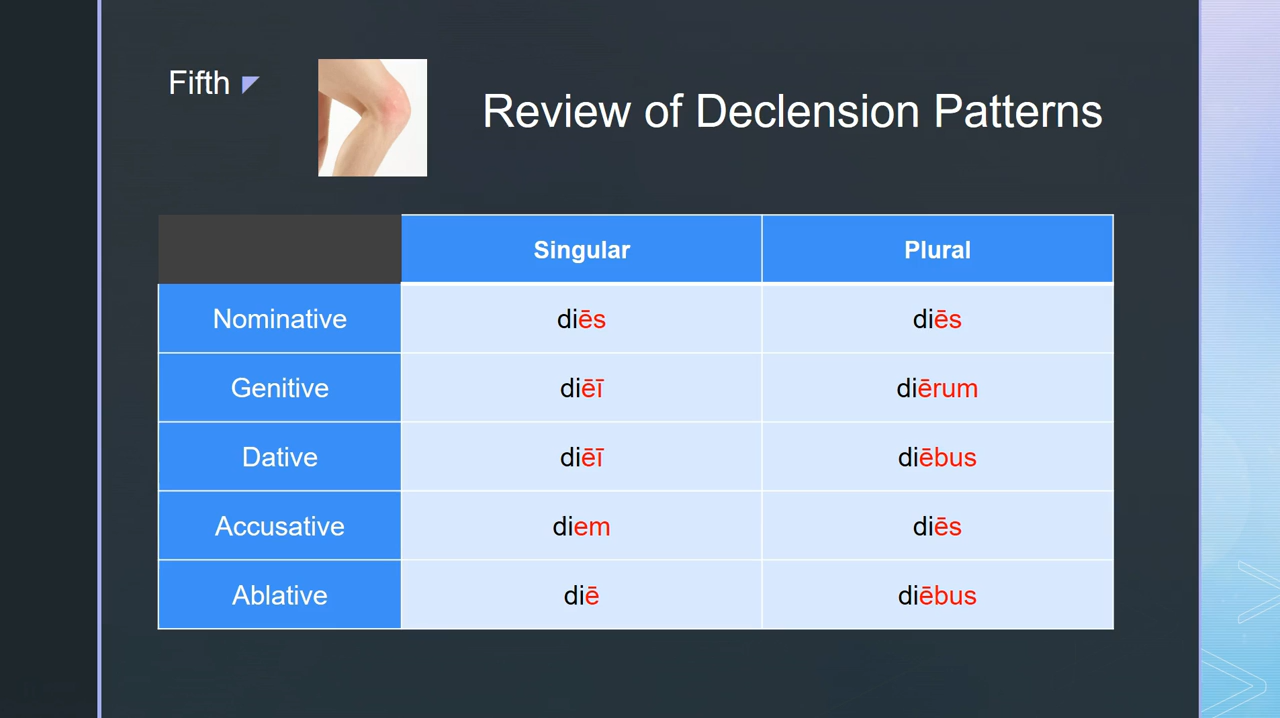 Fifth
Review of Declension Patterns
Singular Plural
Nominative diēs diēs
Genitive diēī diērum
Dative diēī diēbus
Accusative diem diēs
Ablative diē diēbus